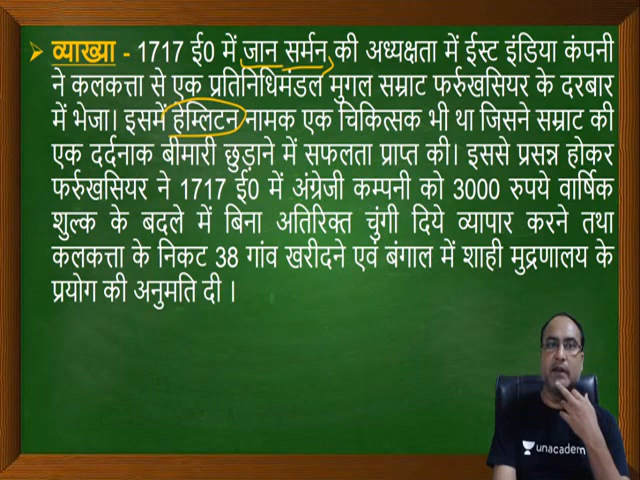 ➤ व्याख्या - 1717 ई0 में जान सर्मन की अध्यक्षता में ईस्ट इंडिया कंपनी
ने कलकत्ता से एक प्रतिनिधिमंडल मुगल सम्राट फर्रुखसियर के दरबार
में भेजा। इसमें हेम्लिटन नामक एक चिकित्सक भी था जिसने सम्राट की
एक दर्दनाक बीमारी छुड़ाने में सफलता प्राप्त की। इससे प्रसन्न होकर
फर्रुखसियर ने 1717 ई0 में अंग्रेजी कम्पनी को 3000 रुपये वार्षिक
शुल्क के बदले में बिना अतिरिक्त चुंगी दिये व्यापार करने तथा
कलकत्ता के निकट 38 गांव खरीदने एवं बंगाल में शाही मुद्रणालय के
प्रयोग की अनुमति दी ।
unacadem